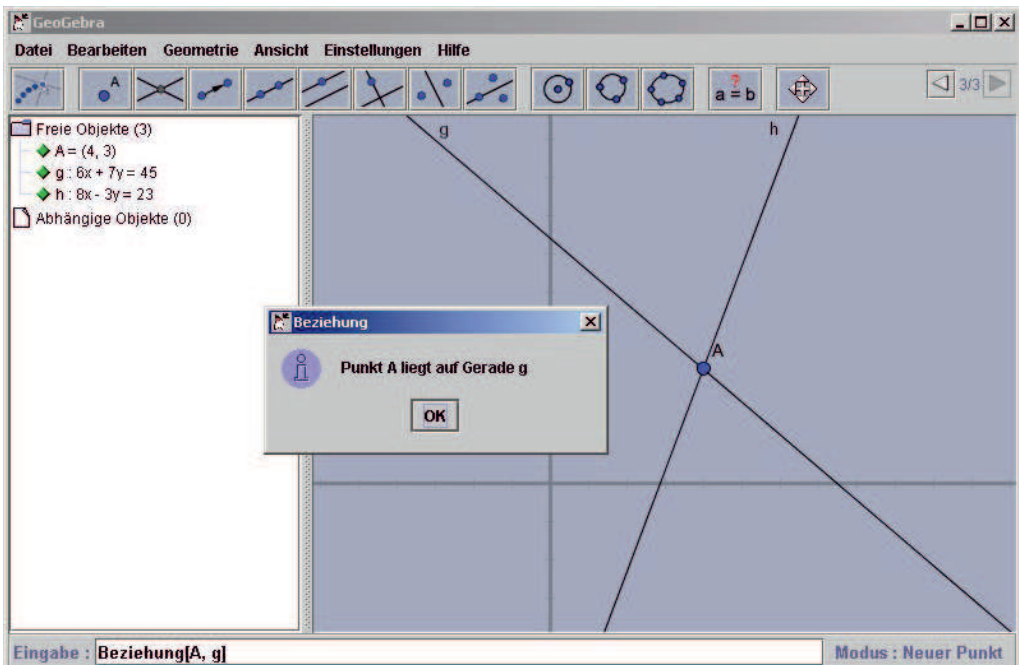 GeoGebra
Datei Bearbeiten Geometrie Ansicht Einstellungen Hilfe
A
?
a = b
3/3
Freie Objekte (3)
A = (4, 3)
g : 6x + 7y = 45
h : 8x - 3y = 23
Abhängige Objekte (0)
g
h
A
Beziehung
Punkt A liegt auf Gerade g
OK
Eingabe : Beziehung[A, g]
Modus : Neuer Punkt